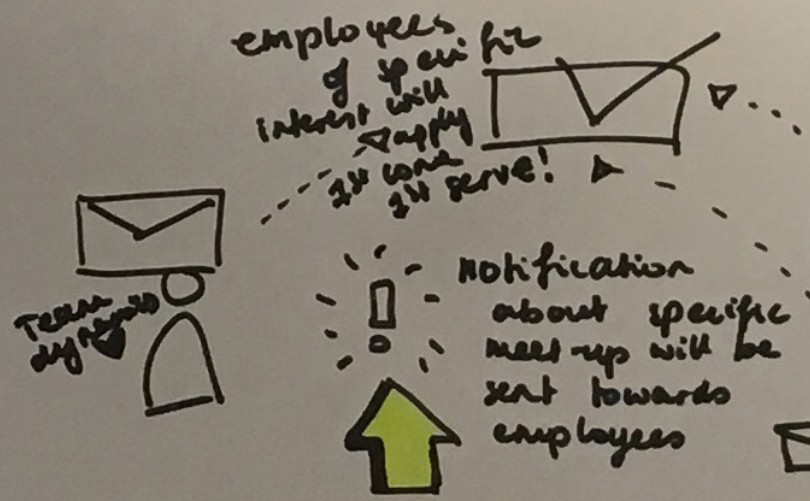 employees
of specific
interest will
apply
1st come
1st serve!
Team
dynamics
notification
about specific
meet-up will be
sent towards
employees